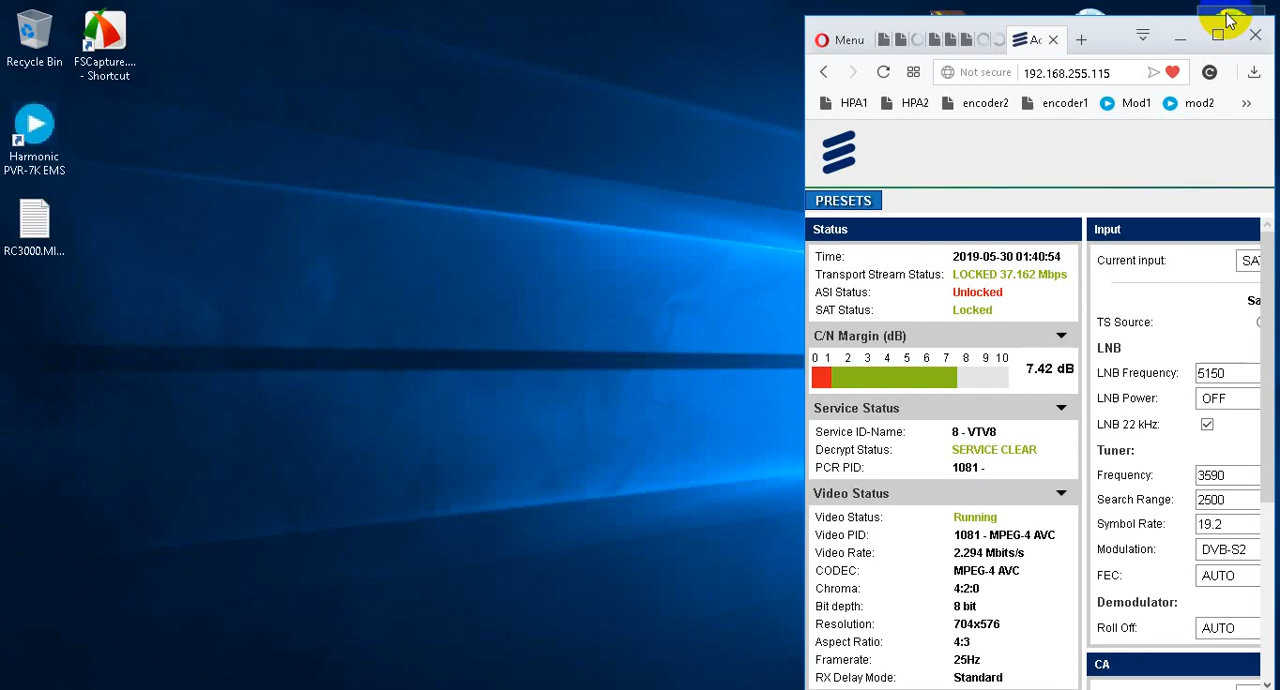 Recycle Bin
FSCapture....
- Shortcut
Harmonic
PVR-7K EMS
RC3000.MI...
Menu
Ac
Not secure
192.168.255.115
HPA1
HPA2
encoder2
encoder1
Mod1
mod2
»
PRESETS
Status
Time: 2019-05-30 01:40:54
Transport Stream Status: LOCKED 37.162 Mbps
ASI Status: Unlocked
SAT Status: Locked
C/N Margin (dB)
0 1 2 3 4 5 6 7 8 9 10
7.42 dB
Service Status
Service ID-Name: 8 - VTV8
Decrypt Status: SERVICE CLEAR
PCR PID: 1081 -
Video Status
Video Status: Running
Video PID: 1081 - MPEG-4 AVC
Video Rate: 2.294 Mbits/s
CODEC: MPEG-4 AVC
Chroma: 4:2:0
Bit depth: 8 bit
Resolution: 704x576
Aspect Ratio: 4:3
Framerate: 25Hz
RX Delay Mode: Standard
Input
Current input: SA
Sa
TS Source:
LNB
LNB Frequency: 5150
LNB Power: OFF
LNB 22 kHz:
Tuner:
Frequency: 3590
Search Range: 2500
Symbol Rate: 19.2
Modulation: DVB-S2
FEC: AUTO
Demodulator:
Roll Off: AUTO
CA